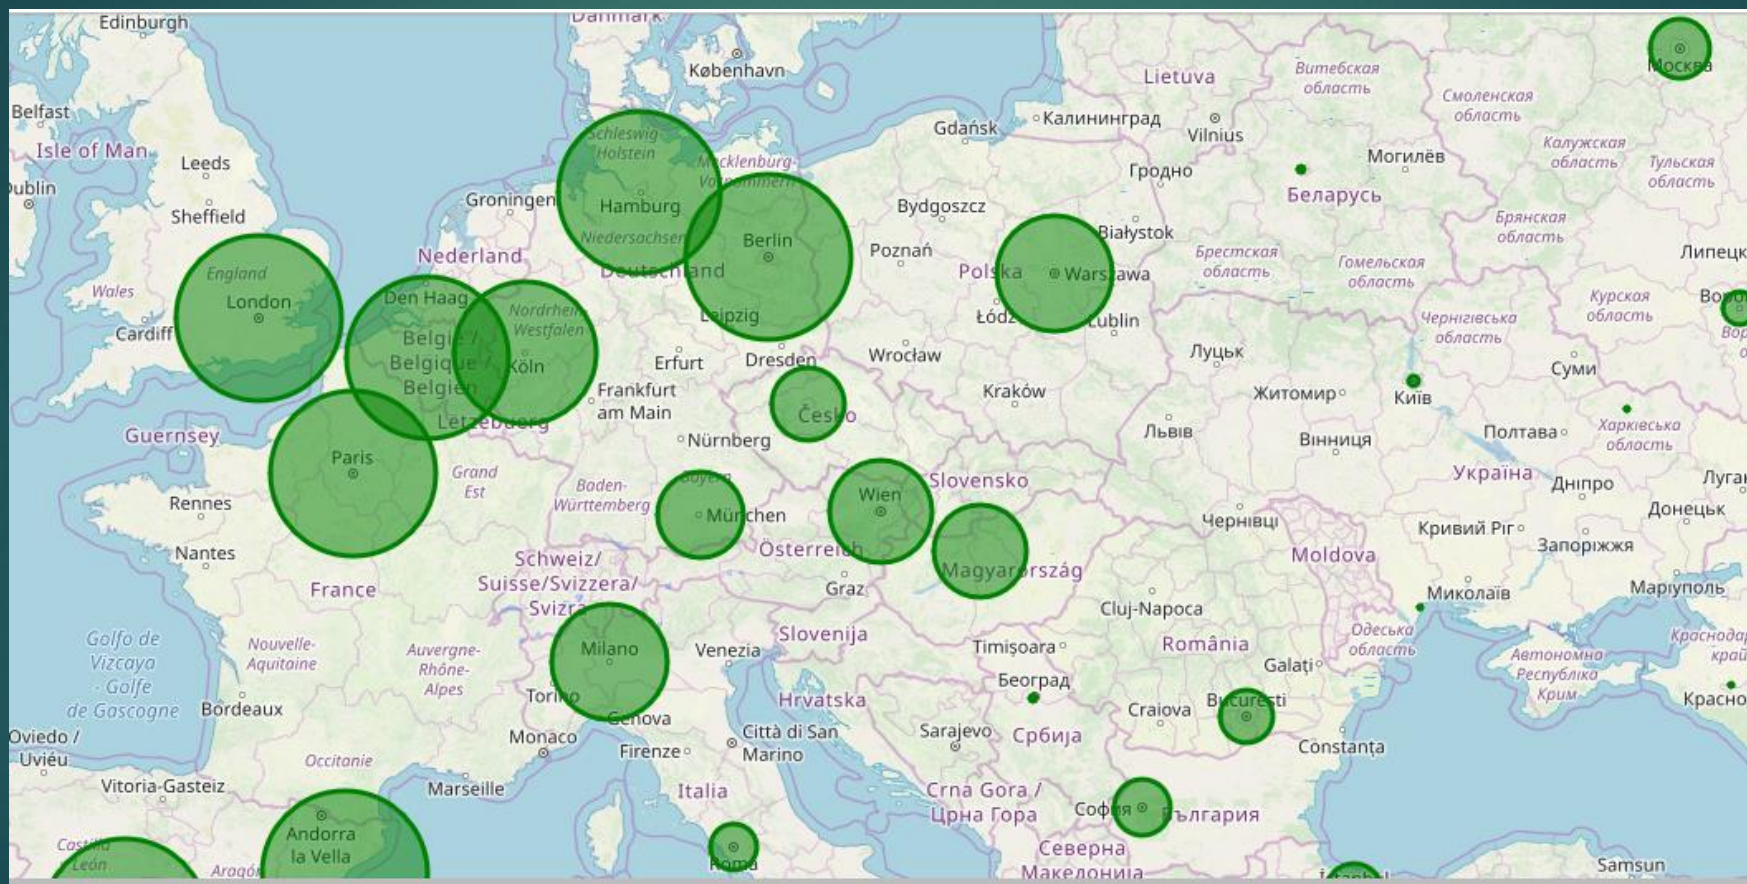 Edinburgh
Danmark
København
Lietuva
Витебская
область
Москва
Belfast
Isle of Man
Leeds
Schleswig
Holstein
Mecklenburg-
Vorpommern
Gdańsk
Калининград
Vilnius
Смоленская
область
Калужская
область
Тульская
область
Могилёв
Гродно
Беларусь
Dublin
Sheffield
Groningen
Hamburg
Niedersachsen
Bydgoszcz
Białystok
Брянская
область
Nederland
Berlin
Poznań
Брестская
область
Гомельская
область
Липецк
England
London
Wales
Den Haag
Deutschland
Polska
Warszawa
Курская
область
Cardiff
België /
Belgique /
Belgien
Nordrhein
Westfalen
Köln
Leipzig
Łódź
Lublin
Чернігівська
область
Erfurt
Dresden
Wrocław
Луцьк
Суми
Frankfurt
am Main
Kraków
Житомир
Київ
Česko
Guernsey
Lëtzebuerg
Nürnberg
Львів
Вінниця
Полтава
Харківська
область
Paris
Grand
Est
Bayern
Baden-
Württemberg
Slovensko
Україна
Дніпро
Rennes
Wien
München
Чернівці
Кривий Ріг
Донецьк
Nantes
Österreich
Запоріжжя
Schweiz/
Suisse/Svizzera/
Svizra
Magyarország
Moldova
France
Graz
Миколаїв
Маріуполь
Cluj-Napoca
Golfo de
Vizcaya
- Golfe
de Gascogne
Nouvelle-
Aquitaine
Auvergne-
Rhône-
Alpes
Milano
Venezia
Slovenija
Timișoara
România
Одеська
область
Автономна
Республіка
Крим
Galați
Београд
București
Bordeaux
Torino
Genova
Hrvatska
Craiova
Oviedo /
Uviéu
Monaco
Firenze
Città di San
Marino
Sarajevo
Србија
Constanța
Occitanie
Vitoria-Gasteiz
Marseille
Italia
Crna Gora /
Црна Гора
София
България
Andorra
la Vella
Castilla
León
Roma
Северна
Македонија
İstanbul
Samsun